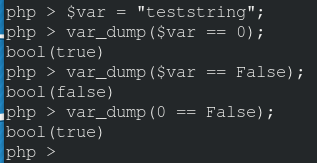 php > $var = "teststring";
php > var_dump($var == 0);
bool(true)
php > var_dump($var == False);
bool(false)
php > var_dump(0 == False);
bool(true)
php >